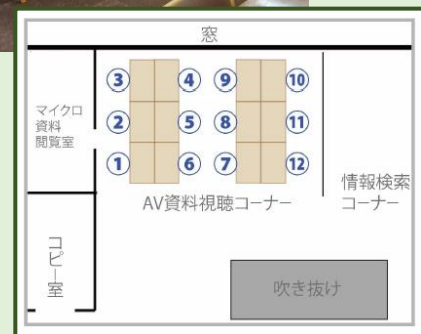 窓
③ ④ ⑨ ⑩
② ⑤ ⑧ ⑪
① ⑥ ⑦ ⑫
マイクロ
資料
閲覧室
AV資料視聴コーナー
情報検索
コーナー
コピー室
吹き抜け